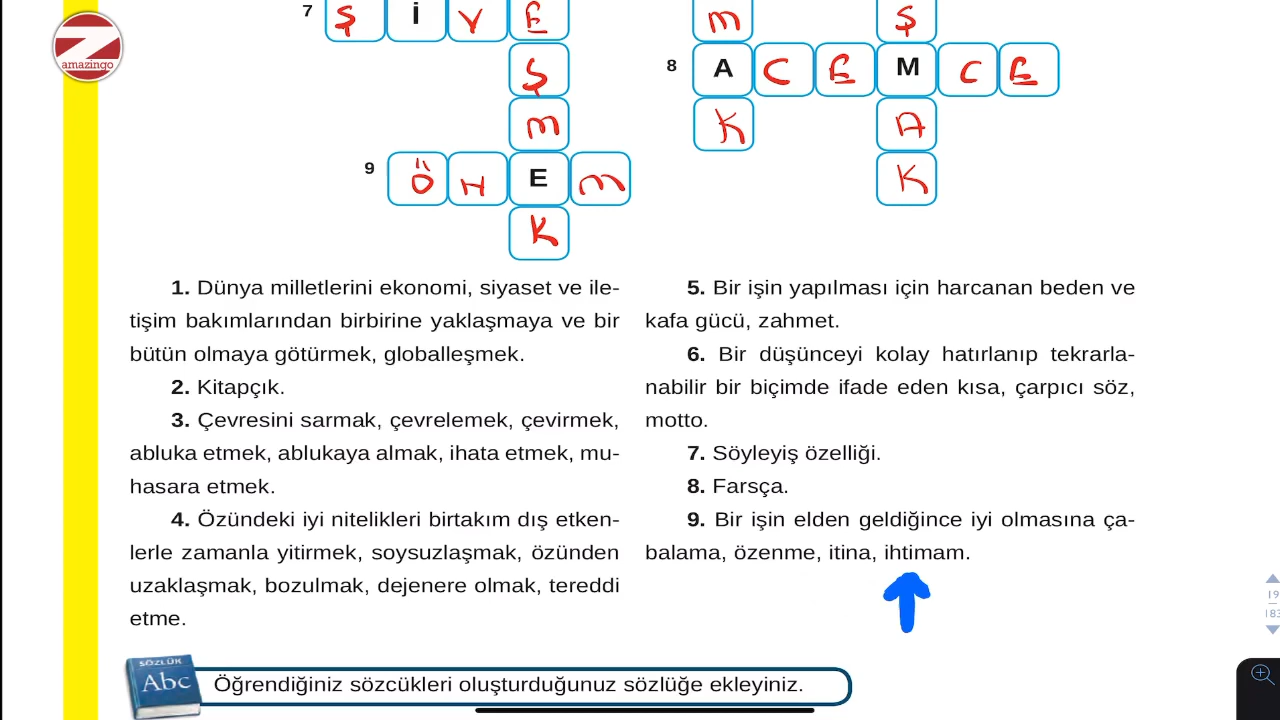 7 Ş İ V E M Ş
amazingo
Ş 8 A C E M C E
M K A
9 Ö N E M K
K
1. Dünya milletlerini ekonomi, siyaset ve ile-
tişim bakımlarından birbirine yaklaşmaya ve bir
bütün olmaya götürmek, globalleşmek.
2. Kitapçık.
3. Çevresini sarmak, çevrelemek, çevirmek,
abluka etmek, ablukaya almak, ihata etmek, mu-
hasara etmek.
4. Özündeki iyi nitelikleri birtakım dış etken-
lerle zamanla yitirmek, soysuzlaşmak, özünden
uzaklaşmak, bozulmak, dejenere olmak, tereddi
etme.
5. Bir işin yapılması için harcanan beden ve
kafa gücü, zahmet.
6. Bir düşünceyi kolay hatırlanıp tekrarla-
nabilir bir biçimde ifade eden kısa, çarpıcı söz,
motto.
7. Söyleyiş özelliği.
8. Farsça.
9. Bir işin elden geldiğince iyi olmasına ça-
balama, özenme, itina, ihtimam.
19
183
SÖZLÜK
Abc
Öğrendiğiniz sözcükleri oluşturduğunuz sözlüğe ekleyiniz.